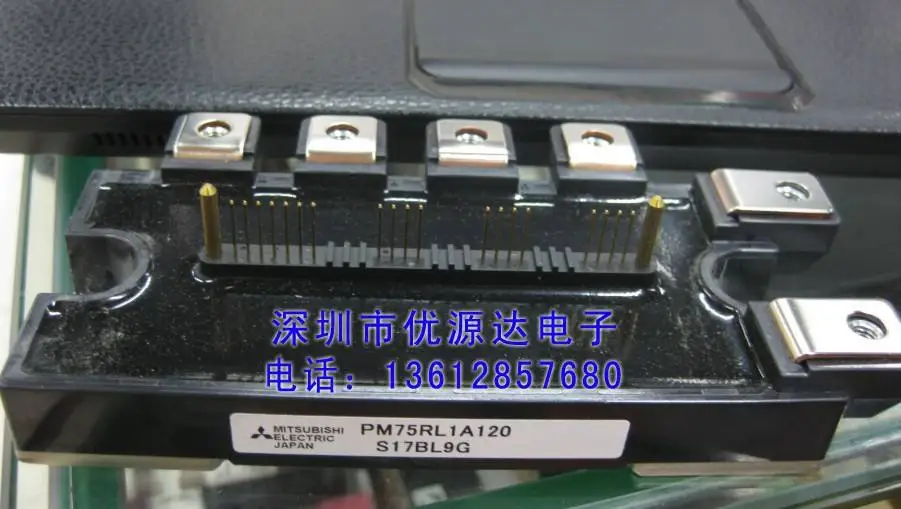 深圳市优源达电子
电话：13612857680
MITSUBISHI
ELECTRIC
JAPAN
PM75RL1A120
S17BL9G